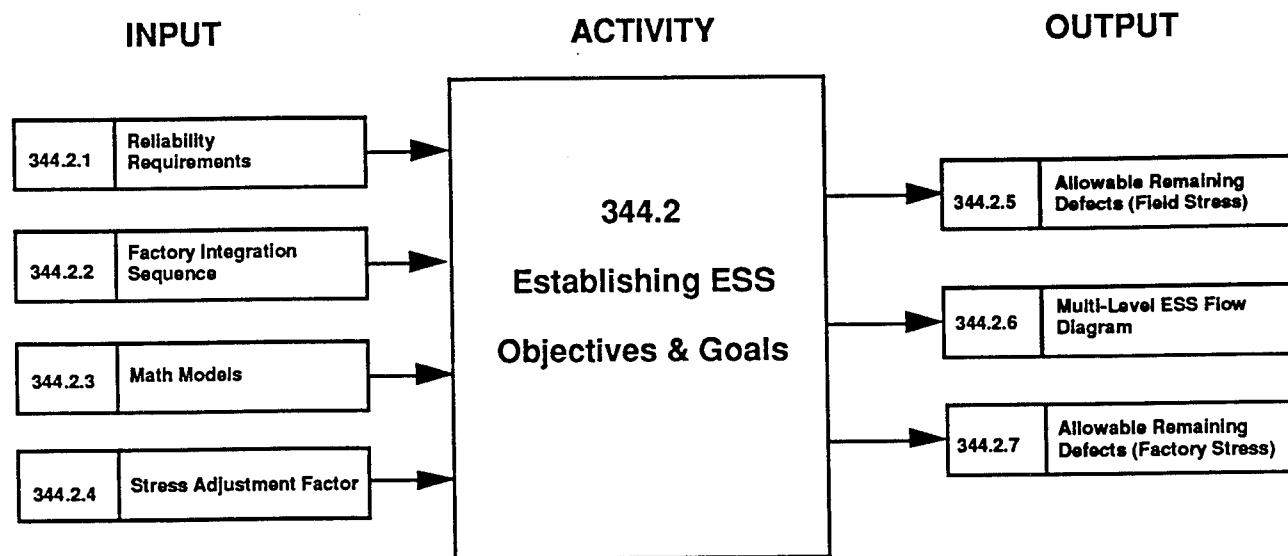 INPUT
ACTIVITY
OUTPUT
344.2.1
Reliability
Requirements
344.2.2
Factory Integration
Sequence
344.2.3
Math Models
344.2.4
Stress Adjustment Factor
344.2
Establishing ESS
Objectives & Goals
344.2.5
Allowable Remaining
Defects (Field Stress)
344.2.6
Multi-Level ESS Flow
Diagram
344.2.7
Allowable Remaining
Defects (Factory Stress)